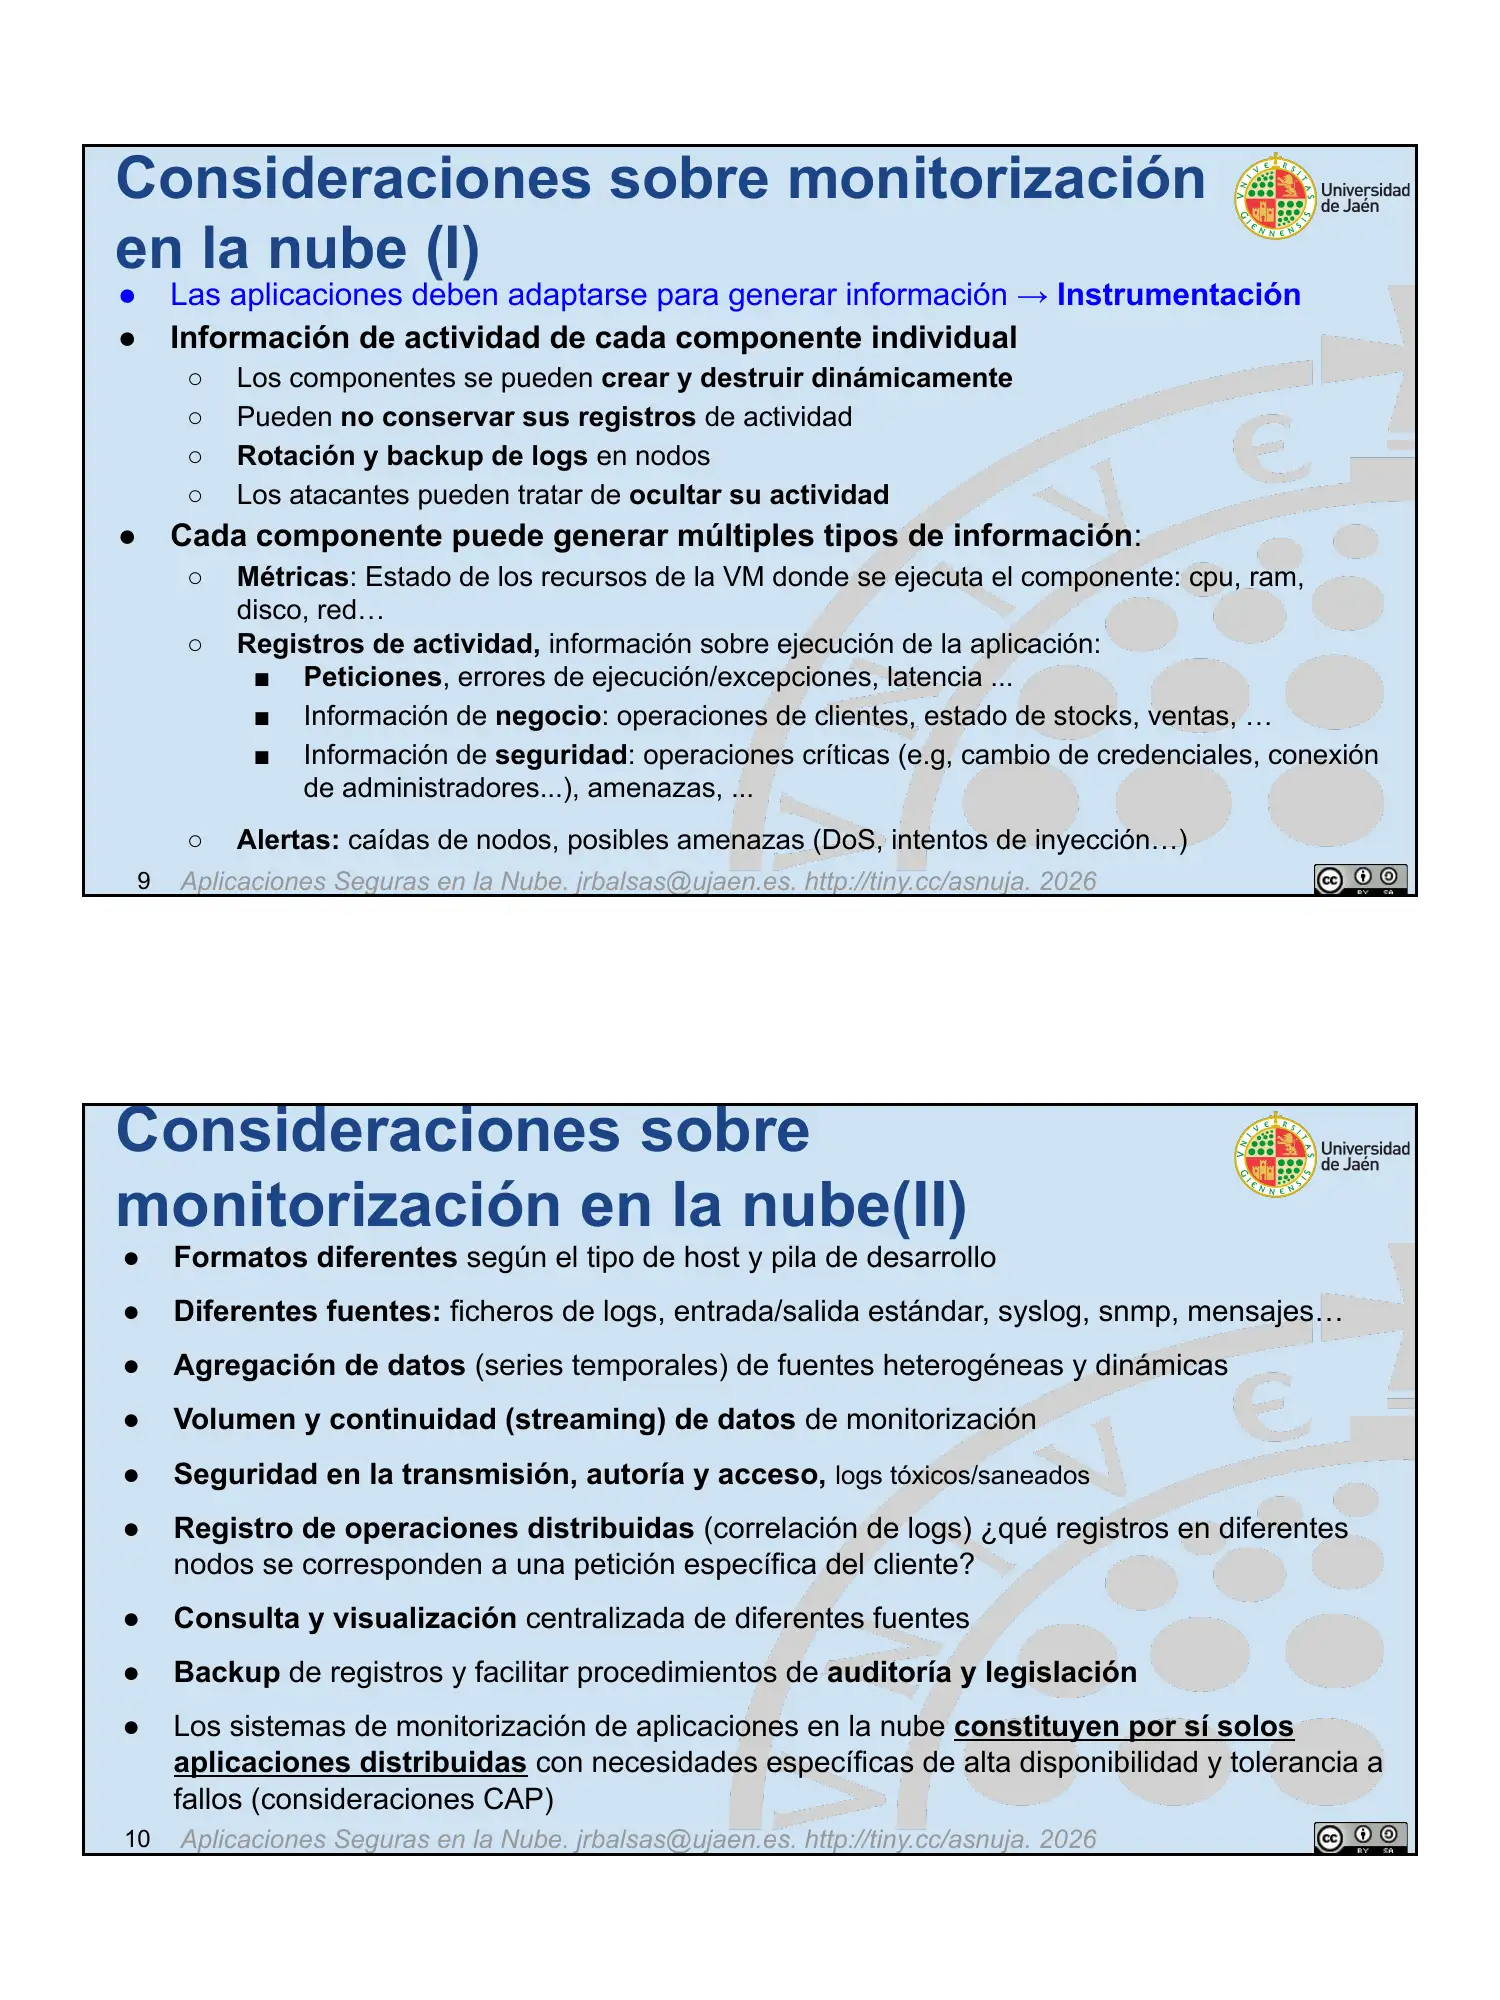 Consideraciones sobre monitorización
en la nube (I)
Universidad
de Jaén
● Las aplicaciones deben adaptarse para generar información → Instrumentación
● Información de actividad de cada componente individual
○ Los componentes se pueden crear y destruir dinámicamente
○ Pueden no conservar sus registros de actividad
○ Rotación y backup de logs en nodos
○ Los atacantes pueden tratar de ocultar su actividad
● Cada componente puede generar múltiples tipos de información:
○ Métricas: Estado de los recursos de la VM donde se ejecuta el componente: cpu, ram,
disco, red…
○ Registros de actividad, información sobre ejecución de la aplicación:
■ Peticiones, errores de ejecución/excepciones, latencia ...
■ Información de negocio: operaciones de clientes, estado de stocks, ventas, …
■ Información de seguridad: operaciones críticas (e.g, cambio de credenciales, conexión
de administradores...), amenazas, ...
○ Alertas: caídas de nodos, posibles amenazas (DoS, intentos de inyección…)
9 Aplicaciones Seguras en la Nube. jrbalsas@ujaen.es. http://tiny.cc/asnuja. 2026
cc BY SA
Consideraciones sobre
monitorización en la nube(II)
Universidad
de Jaén
● Formatos diferentes según el tipo de host y pila de desarrollo
● Diferentes fuentes: ficheros de logs, entrada/salida estándar, syslog, snmp, mensajes…
● Agregación de datos (series temporales) de fuentes heterogéneas y dinámicas
● Volumen y continuidad (streaming) de datos de monitorización
● Seguridad en la transmisión, autoría y acceso, logs tóxicos/saneados
● Registro de operaciones distribuidas (correlación de logs) ¿qué registros en diferentes
nodos se corresponden a una petición específica del cliente?
● Consulta y visualización centralizada de diferentes fuentes
● Backup de registros y facilitar procedimientos de auditoría y legislación
● Los sistemas de monitorización de aplicaciones en la nube constituyen por sí solos
aplicaciones distribuidas con necesidades específicas de alta disponibilidad y tolerancia a
fallos (consideraciones CAP)
10 Aplicaciones Seguras en la Nube. jrbalsas@ujaen.es. http://tiny.cc/asnuja. 2026
cc BY SA